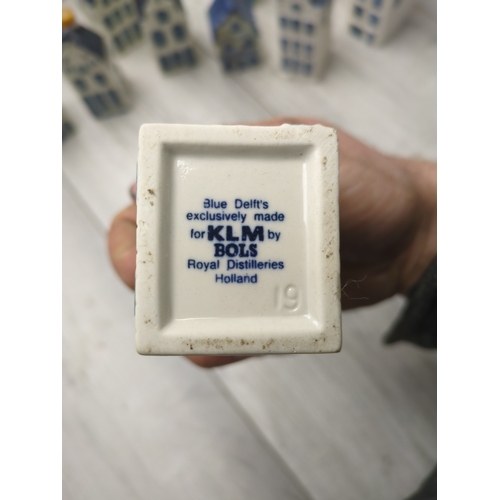 Blue Delft's
exclusively made
for KLM by
BOLS
Royal Distilleries
Holland
19